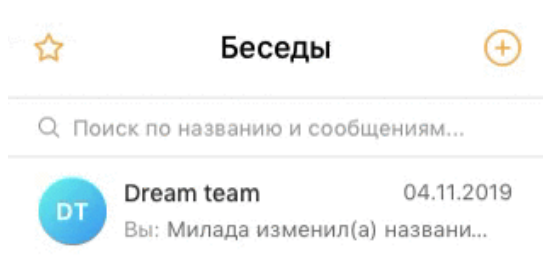 Беседы
Поиск по названию и сообщениям...
Dream team 04.11.2019
DT
Вы: Милада изменил(а) названи...